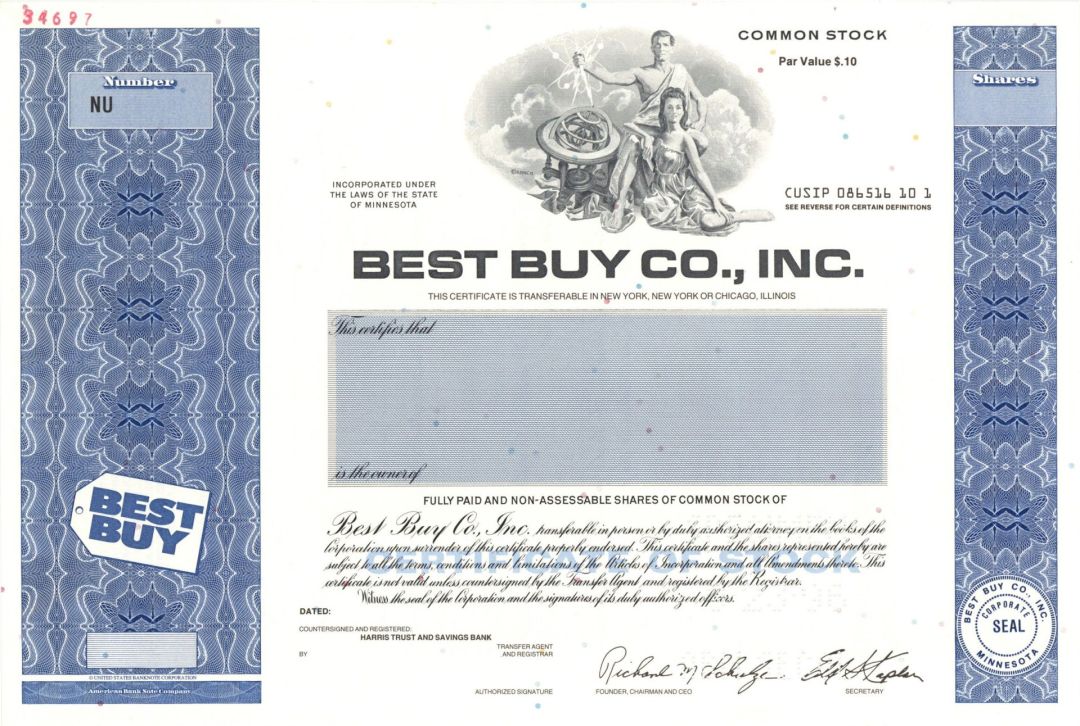 34697
Number
NU
COMMON STOCK
Par Value $.10
Shares
INCORPORATED UNDER
THE LAWS OF THE STATE
OF MINNESOTA
CUSIP 086516 10 1
SEE REVERSE FOR CERTAIN DEFINITIONS
BEST BUY CO., INC.
THIS CERTIFICATE IS TRANSFERABLE IN NEW YORK, NEW YORK OR CHICAGO, ILLINOIS
This certifies that
is the owner of
FULLY PAID AND NON-ASSESSABLE SHARES OF COMMON STOCK OF
Best Buy Co., Inc. transferable in person or by duly authorized attorney on the books of the
Corporation upon surrender of this certificate properly endorsed. This certificate and the shares represented hereby are
subject to all the terms, conditions and limitations of the Articles of Incorporation and all Amendments thereto. This
certificate is not valid unless countersigned by the Transfer Agent and registered by the Registrar.
Witness the seal of the Corporation and the signatures of its duly authorized officers.
BEST
BUY
DATED:
COUNTERSIGNED AND REGISTERED:
HARRIS TRUST AND SAVINGS BANK
TRANSFER AGENT
AND REGISTRAR
BY
AUTHORIZED SIGNATURE
Richard M Schulze
FOUNDER, CHAIRMAN AND CEO
SECRETARY
BEST BUY CO., INC.
CORPORATE
SEAL
MINNESOTA
© UNITED STATES BANKNOTE CORPORATION
American Bank Note Company